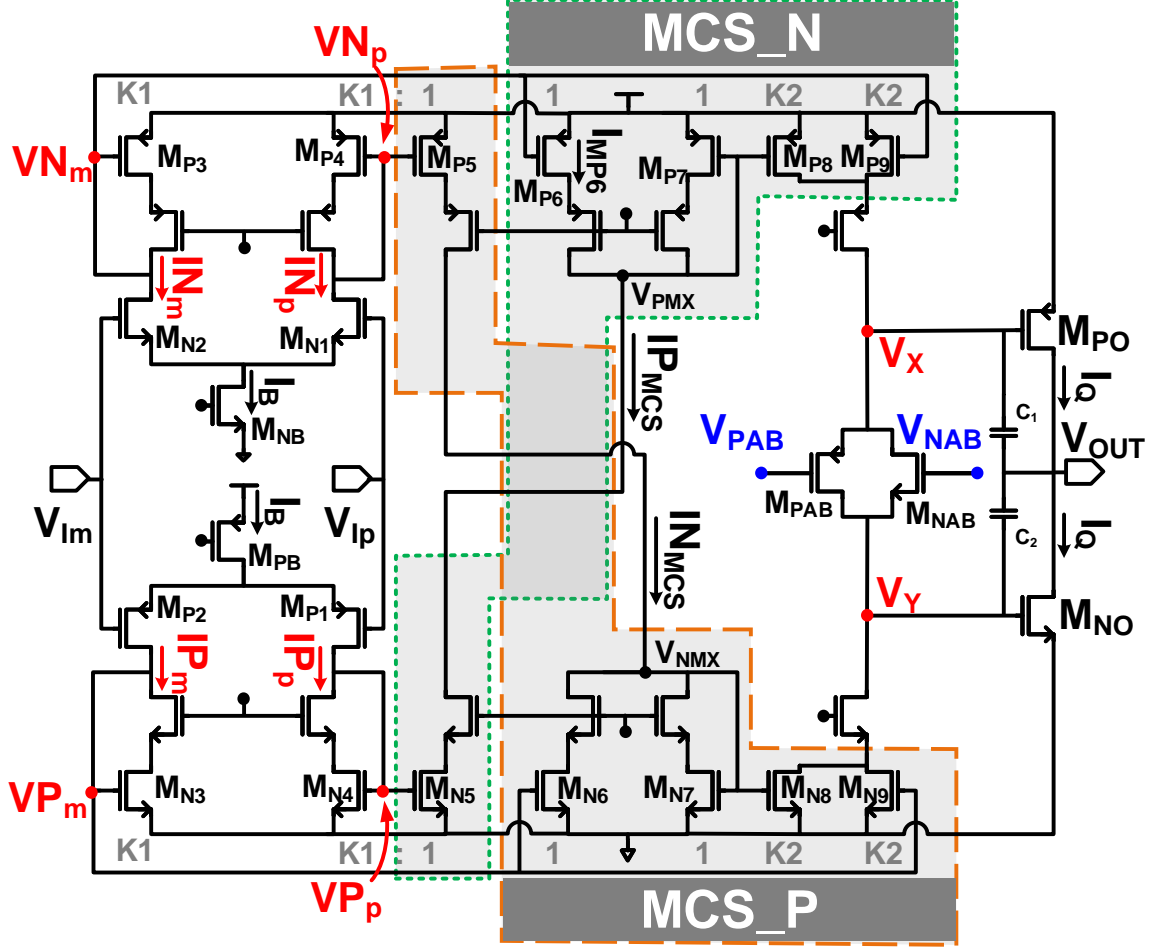 MCS_N
VNp
K1
K1 : 1
1
1
K2
K2
MP3
MP4
MP5
IMP6
MP6
MP7
MP8
MP9
VNm
INm
INp
VPMX
MN2
MN1
IB
MNB
IPMCS
VX
MPO
IQ
C1
VPAB
VNAB
VOUT
MPAB
MNAB
VIm
VIp
IB
MPB
INMCS
C2
IQ
MP2
MP1
VY
MNO
IPm
IPp
VNMX
VPm
MN3
MN4
MN5
MN6
MN7
MN8
MN9
K1
K1 : 1
1
1
K2
K2
VPp
MCS_P